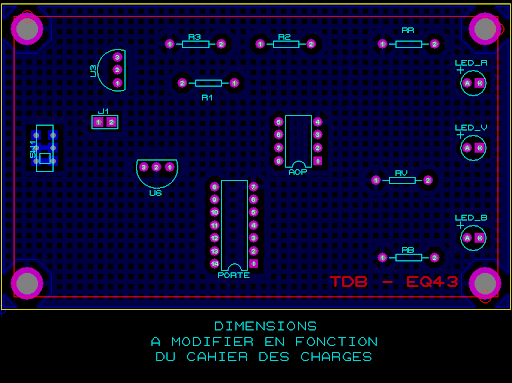 R3
R2
RR
U3
LED_R
R1
J1
LED_V
SW1
AOP
RV
U6
LED_B
RB
PORTE
TDB - EQ43
DIMENSIONS
A MODIFIER EN FONCTION
DU CAHIER DES CHARGES